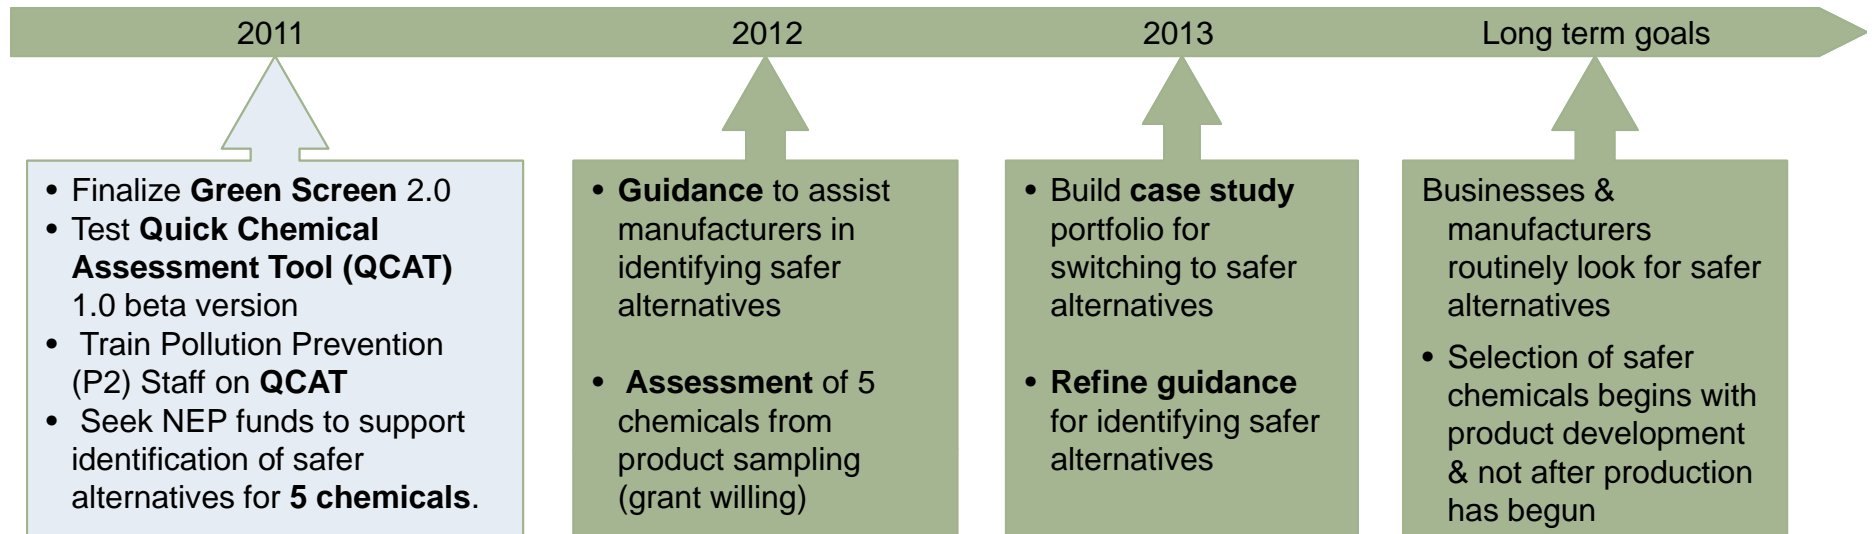 2011
2012
2013
Long term goals
• Finalize Green Screen 2.0
• Test Quick Chemical
Assessment Tool (QCAT)
1.0 beta version
• Train Pollution Prevention
(P2) Staff on QCAT
• Seek NEP funds to support
identification of safer
alternatives for 5 chemicals.
• Guidance to assist
manufacturers in
identifying safer
alternatives
• Assessment of 5
chemicals from
product sampling
(grant willing)
• Build case study
portfolio for
switching to safer
alternatives
• Refine guidance
for identifying safer
alternatives
Businesses &
manufacturers
routinely look for safer
alternatives
• Selection of safer
chemicals begins with
product development
& not after production
has begun